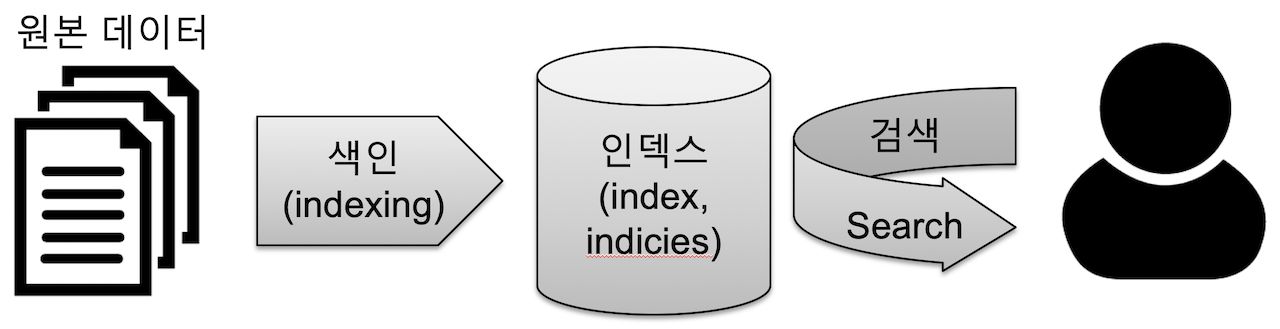 원본 데이터
색인
(indexing)
인덱스
(index,
indicies)
검색
Search